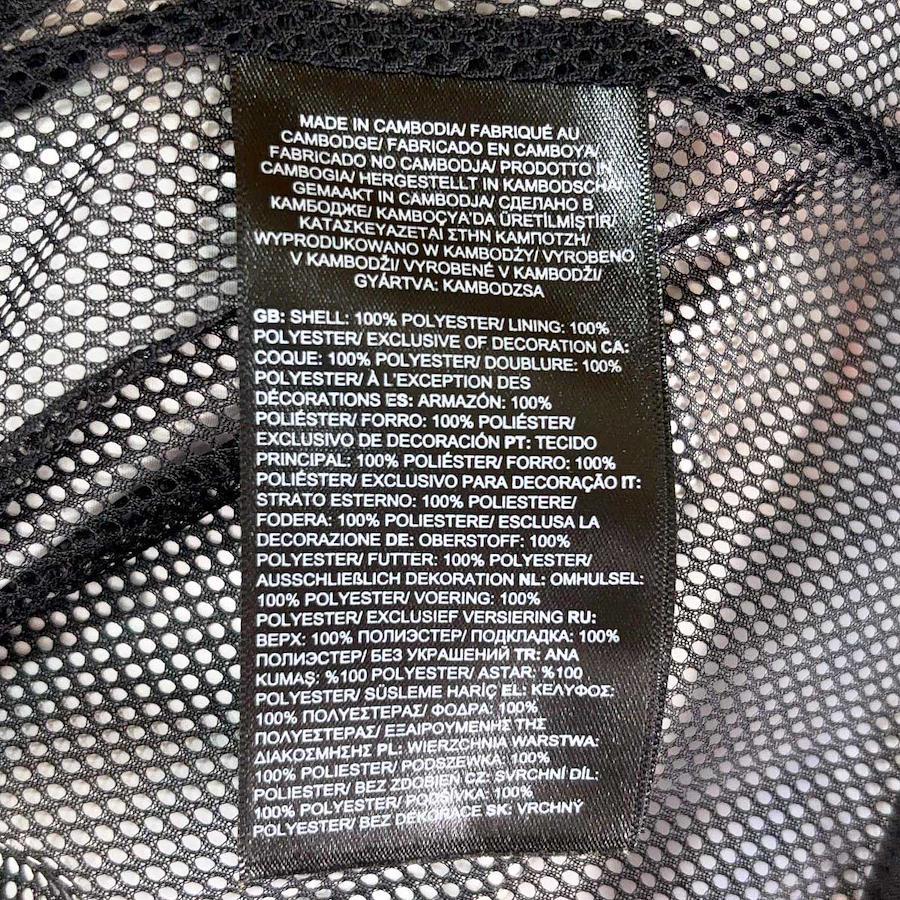 MADE IN CAMBODIA/ FABRIQUÉ AU
CAMBODGE/ FABRICADO EN CAMBOYA/
FABRICADO NO CAMBODJA/ PRODOTTO IN
CAMBOGIA/ HERGESTELLT IN KAMBODSCHA/
GEMAAKT IN CAMBODJA/ СДЕЛАНО В
КАМБОДЖЕ/ KAMBOÇYA'DA ÜRETİLMİŞTİR/
ΚΑΤΑΣΚΕΥΑΖΕΤΑΙ ΣΤΗΝ ΚΑΜΠΟΤΖΗ/
WYPRODUKOWANO W KAMBODŻY/ VYROBENO
V KAMBODŽI/ VYROBENÉ V KAMBODŽI/
GYÁRTVA: KAMBODZSA
GB: SHELL: 100% POLYESTER/ LINING: 100%
POLYESTER/ EXCLUSIVE OF DECORATION CA:
COQUE: 100% POLYESTER/ DOUBLURE: 100%
POLYESTER/ À L'EXCEPTION DES
DÉCORATIONS ES: ARMAZÓN: 100%
POLIÉSTER/ FORRO: 100% POLIÉSTER/
EXCLUSIVO DE DECORACIÓN PT: TECIDO
PRINCIPAL: 100% POLIÉSTER/ FORRO: 100%
POLIÉSTER/ EXCLUSIVO PARA DECORAÇÃO IT:
STRATO ESTERNO: 100% POLIESTERE/
FODERA: 100% POLIESTERE/ ESCLUSA LA
DECORAZIONE DE: OBERSTOFF: 100%
POLYESTER/ FUTTER: 100% POLYESTER/
AUSSCHLIEßLICH DEKORATION NL: OMHULSEL:
100% POLYESTER/ VOERING: 100%
POLYESTER/ EXCLUSIEF VERSIERING RU:
ВЕРХ: 100% ПОЛИЭСТЕР/ ПОДКЛАДКА: 100%
ПОЛИЭСТЕР/ БЕЗ УКРАШЕНИЙ TR: ANA
KUMAŞ: %100 POLYESTER/ ASTAR: %100
POLYESTER/ SÜSLEME HARİÇ EL: ΚΕΛΥΦΟΣ:
100% ΠΟΛΥΕΣΤΕΡΑΣ/ ΦΟΔΡΑ: 100%
ΠΟΛΥΕΣΤΕΡΑΣ/ ΕΞΑΙΡΟΥΜΕΝΗΣ ΤΗΣ
ΔΙΑΚΟΣΜΗΣΗΣ PL: WIERZCHNIA WARSTWA:
100% POLYESTER/ PODSZEWKA: 100%
POLYESTER/ BEZ ZDOBIEŃ CZ: SVRCHNÍ DÍL:
100% POLYESTER/ PODŠÍVKA: 100%
POLYESTER/ BEZ DEKORACE SK: VRCHNÝ